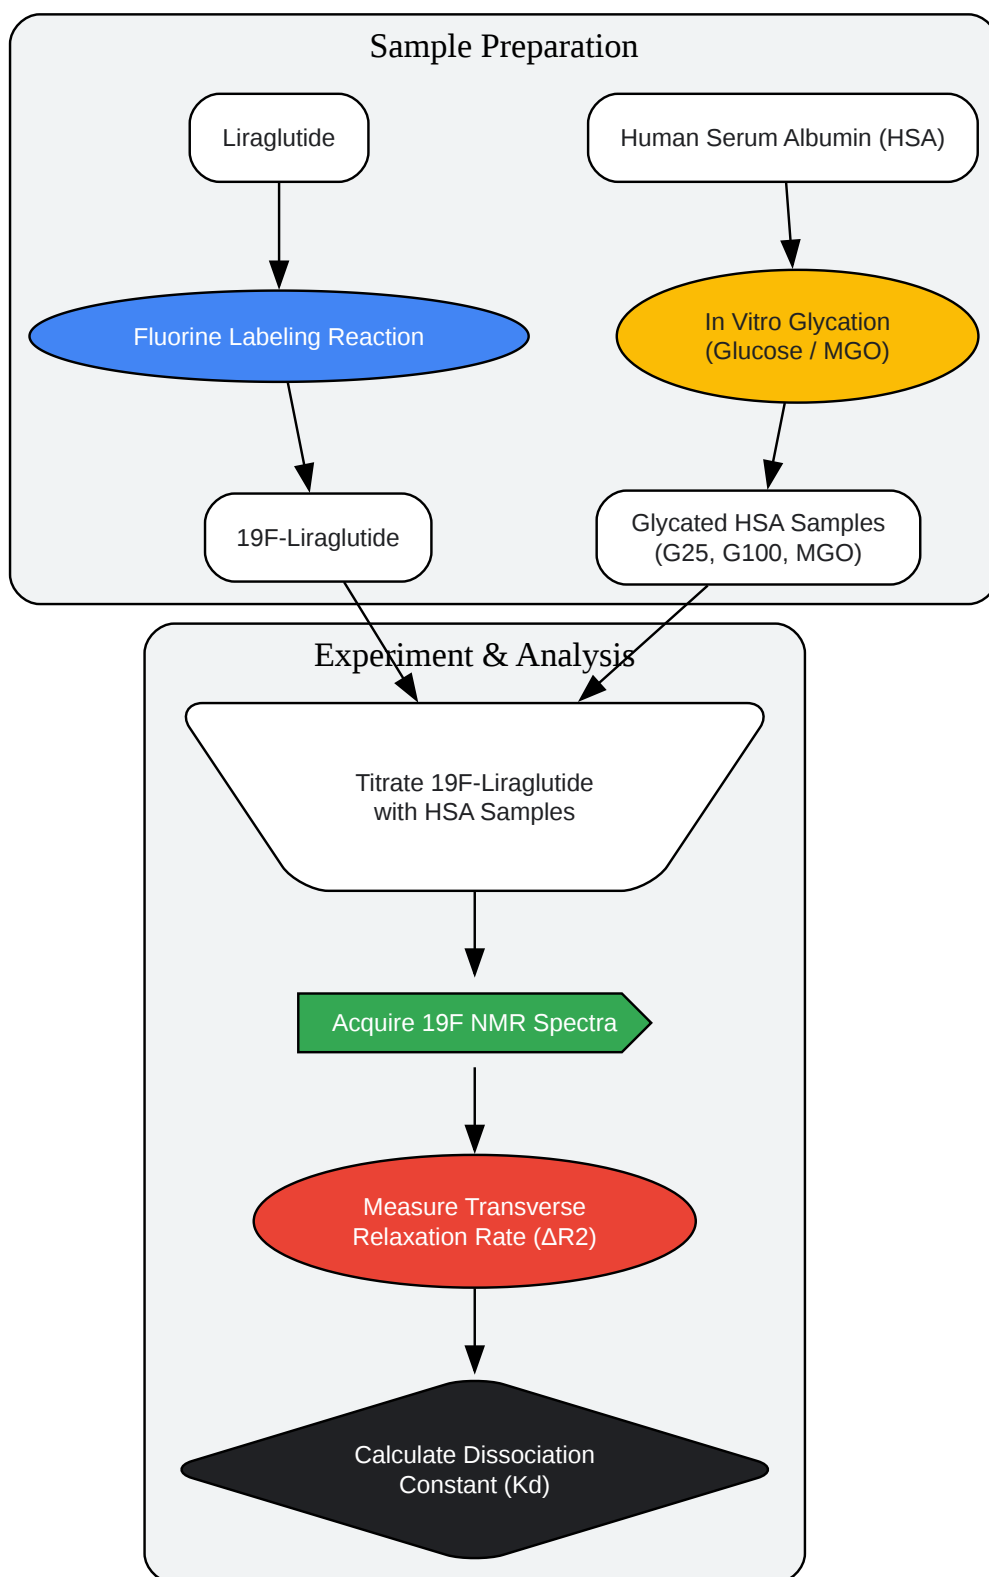 Sample Preparation
Liraglutide
Human Serum Albumin (HSA)
Fluorine Labeling Reaction
In Vitro Glycation
(Glucose / MGO)
19F-Liraglutide
Glycated HSA Samples
(G25, G100, MGO)
Experiment & Analysis
Titrate 19F-Liraglutide
with HSA Samples
Acquire 19F NMR Spectra
Measure Transverse
Relaxation Rate (ΔR2)
Calculate Dissociation
Constant (Kd)